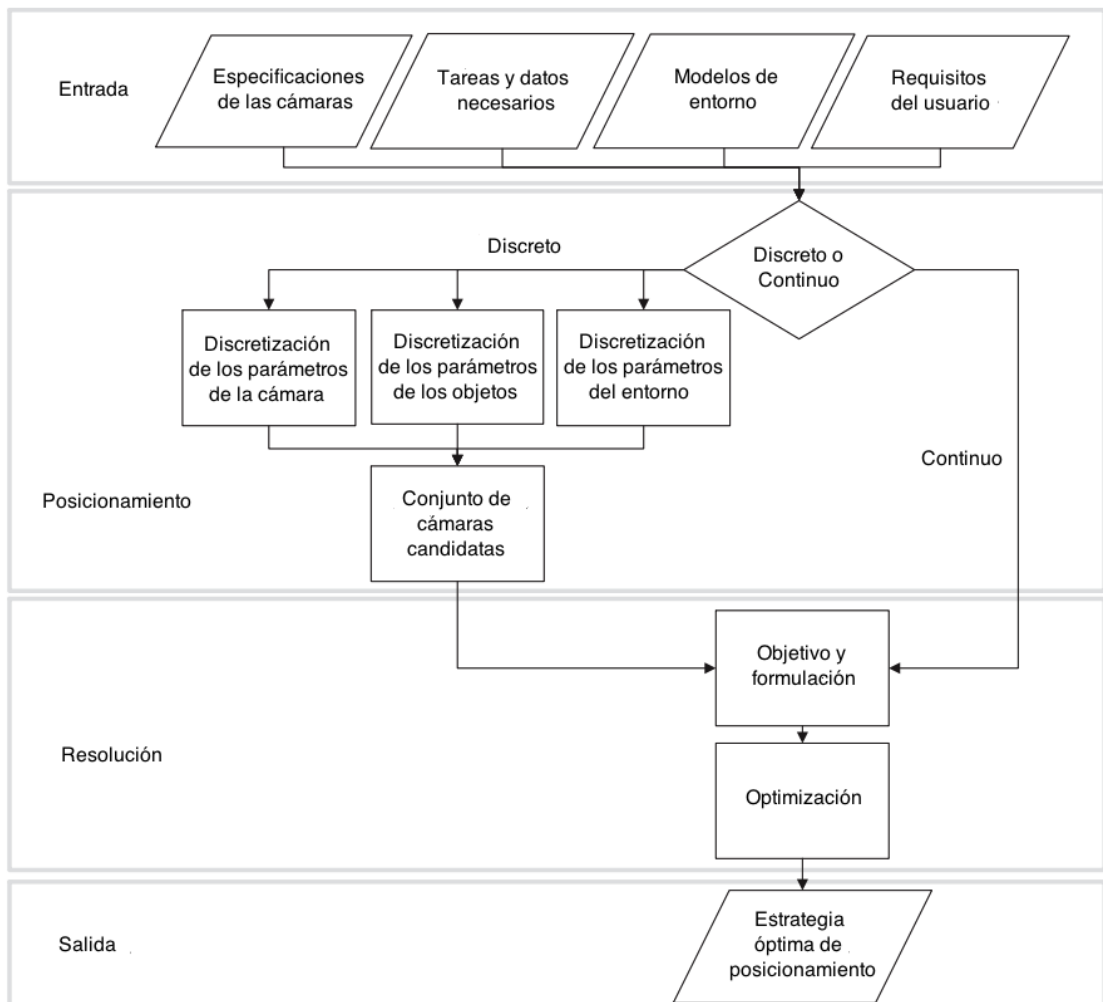 Entrada
Especificaciones
de las cámaras
Tareas y datos
necesarios
Modelos de
entorno
Requisitos
del usuario
Discreto
Discreto o
Continuo
Discretización
de los parámetros
de la cámara
Discretización
de los parámetros
de los objetos
Discretización
de los parámetros
del entorno
Continuo
Posicionamiento
Conjunto de
cámaras
candidatas
Objetivo y
formulación
Resolución
Optimización
Salida
Estrategia
óptima de
posicionamiento